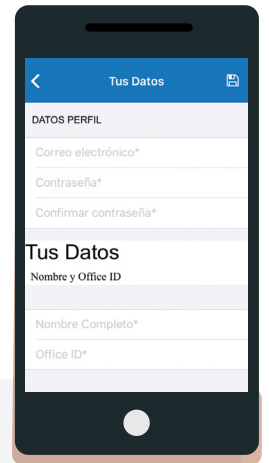 Tus Datos
DATOS PERFIL
Correo electrónico*
Contraseña*
Confirmar contraseña*
Tus Datos
Nombre y Office ID
Nombre Completo*
Office ID*